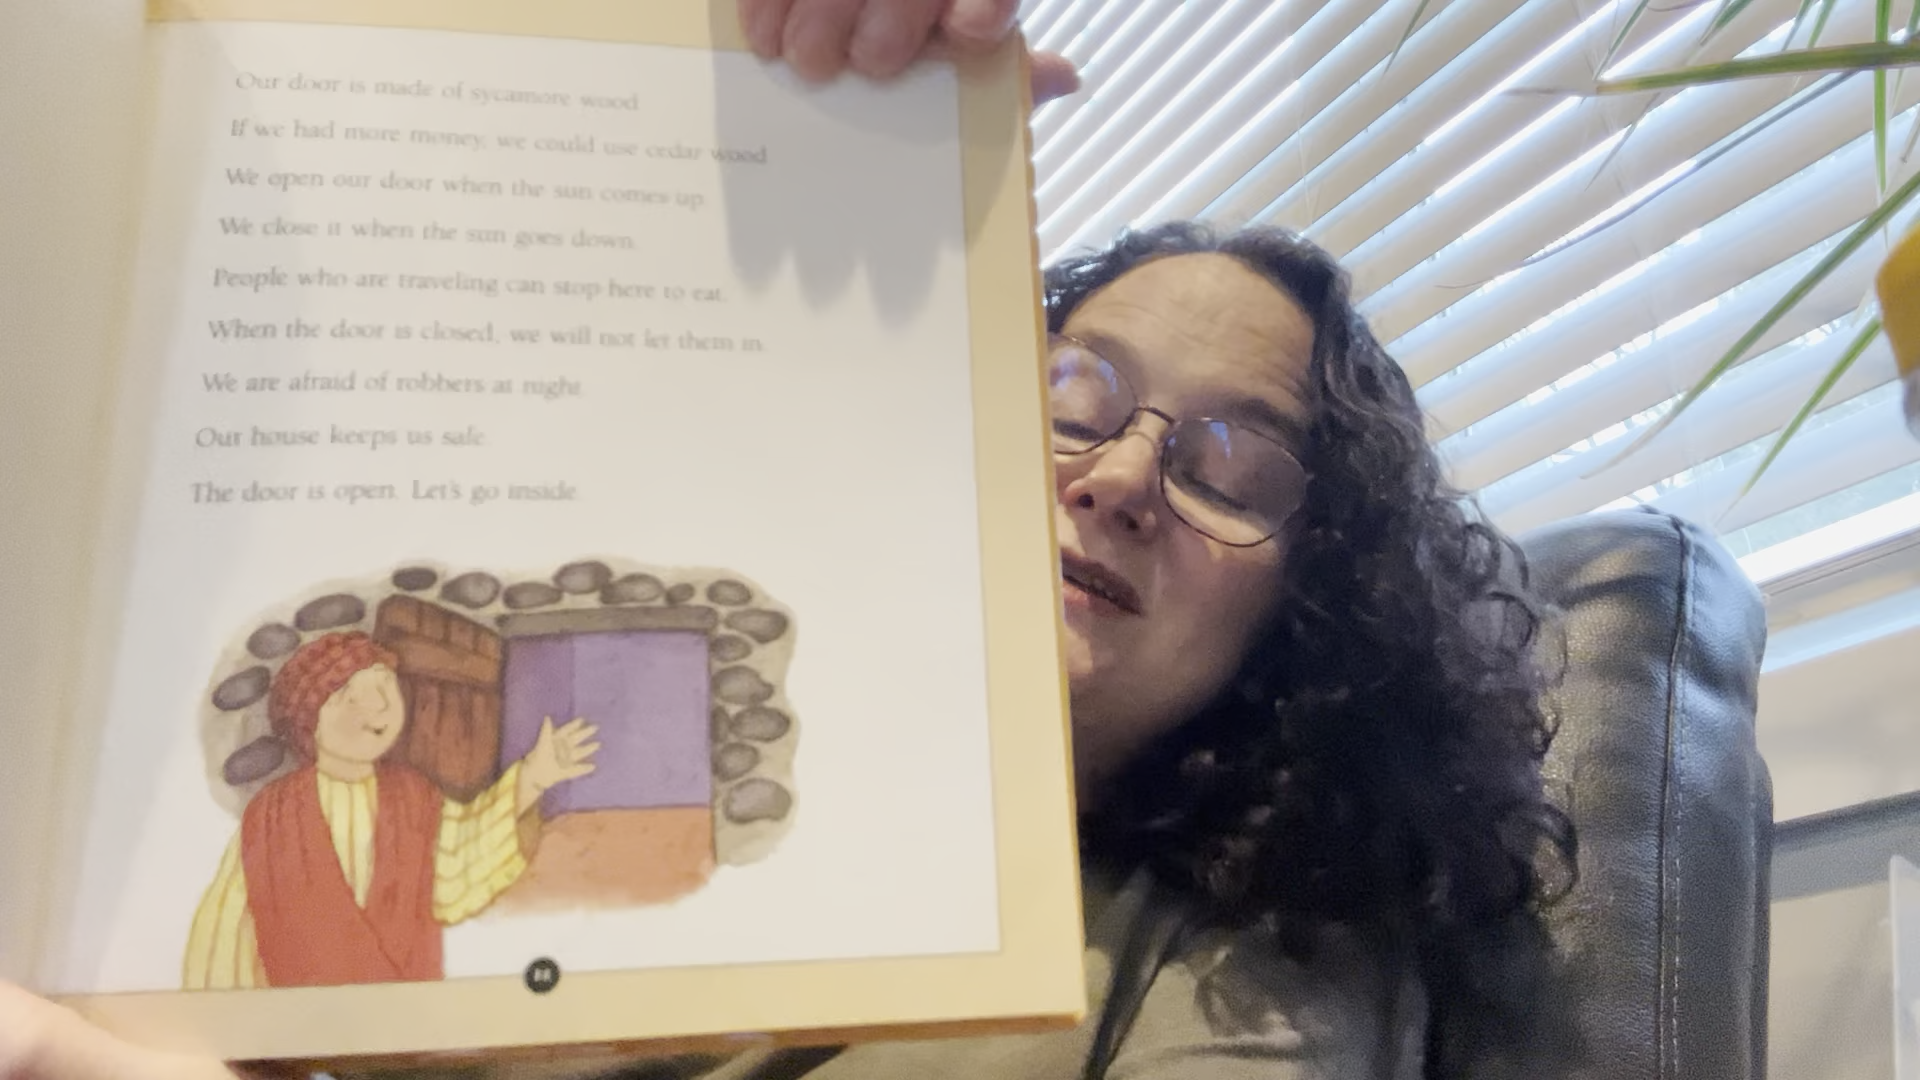 Our door is made of sycamore wood
If we had more money, we could use cedar wood
We open our door when the sun comes up.
We close it when the sun goes down.
People who are traveling can stop here to eat.
When the door is closed, we will not let them in.
We are afraid of robbers at night.
Our house keeps us safe.
The door is open. Let's go inside.